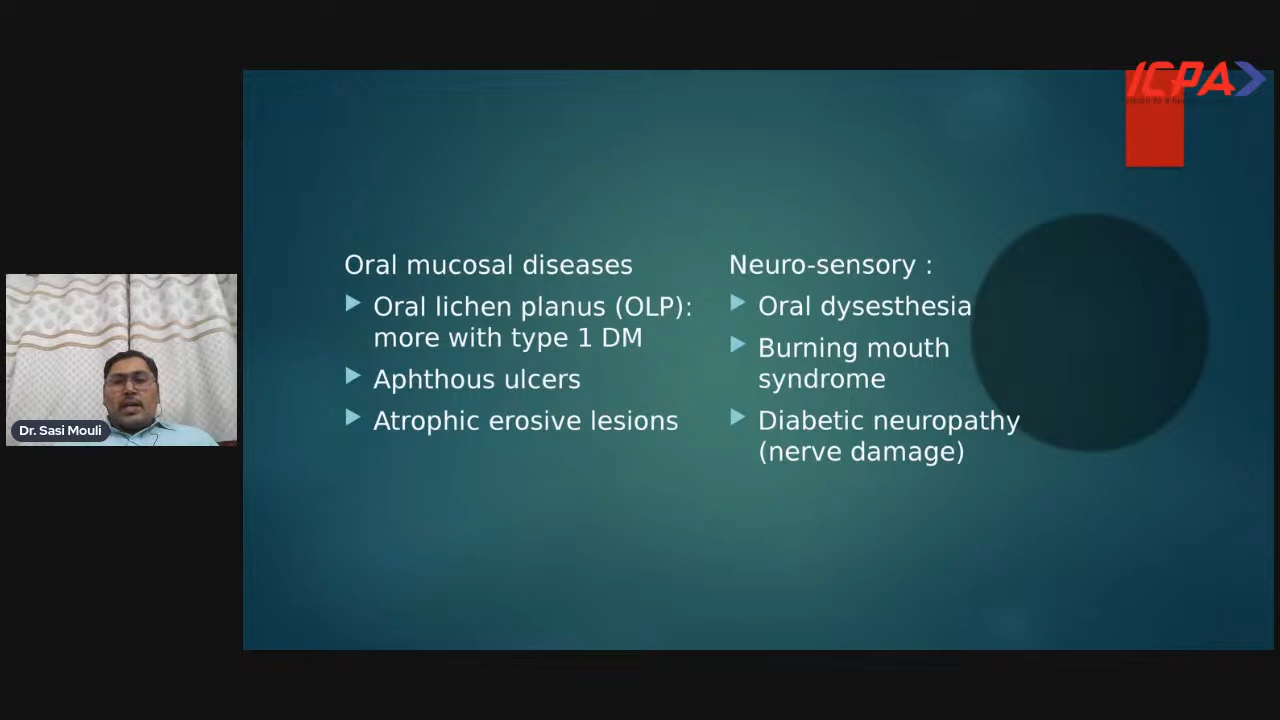 ICPA
Oral mucosal diseases
Oral lichen planus (OLP):
more with type 1 DM
Aphthous ulcers
Atrophic erosive lesions
Neuro-sensory :
Oral dysesthesia
Burning mouth
syndrome
Diabetic neuropathy
(nerve damage)
Dr. Sasi Mouli